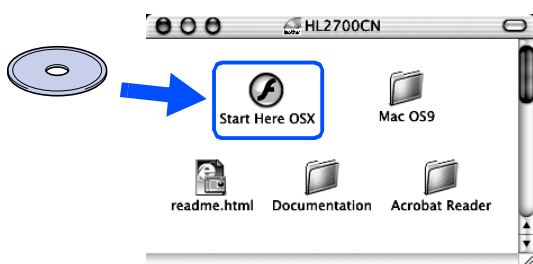 HL2700CN
Start Here OSX
Mac OS9
readme.html
Documentation
Acrobat Reader